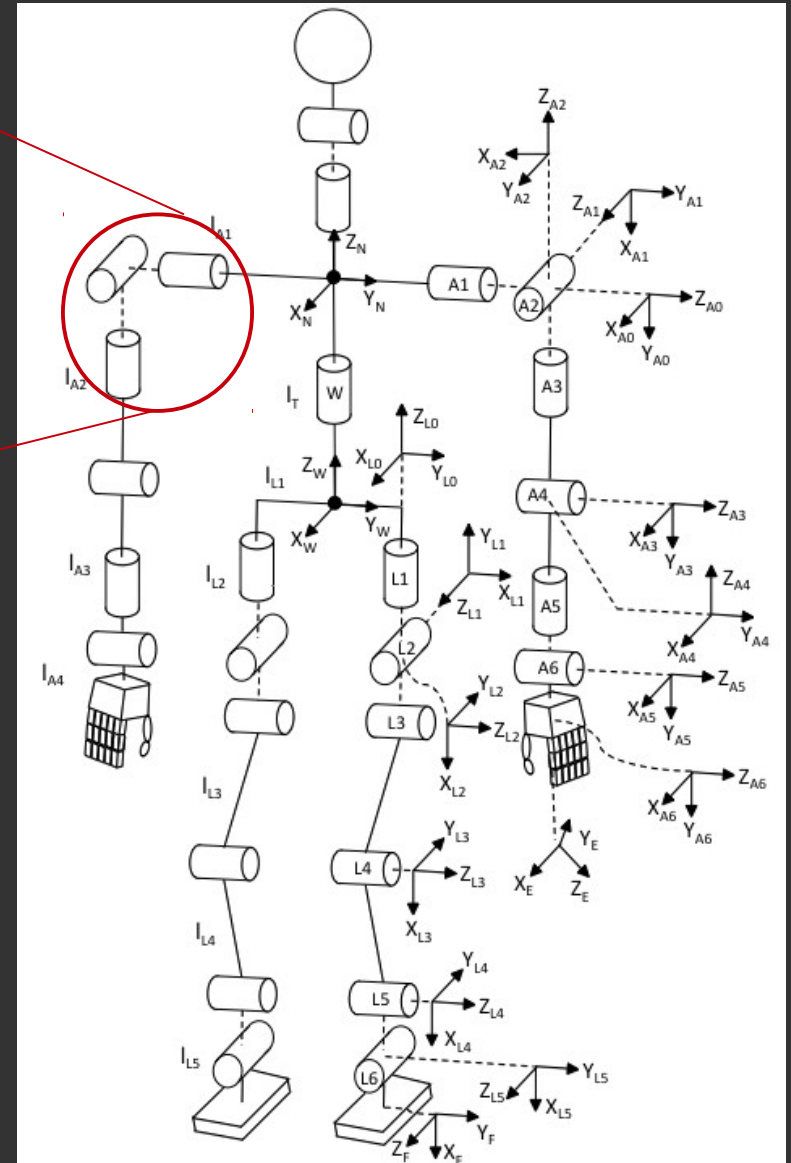 Z_A2
X_A2
Y_A2
Z_A1
Y_A1
X_A1
l_A1
Z_N
Y_N
X_N
A1
A2
Z_A0
X_A0
Y_A0
l_A2
l_T
W
A3
Z_L0
X_L0
Y_L0
Z_W
l_L1
Y_W
X_W
A4
Z_A3
X_A3
Y_A3
Y_L1
X_L1
Z_L1
l_A3
l_L2
L1
A5
Z_A4
Y_A4
X_A4
L2
l_A4
A6
Z_A5
X_A5
Y_A5
Y_L2
Z_L2
X_L2
L3
Z_A6
X_A6
Y_A6
l_L3
Y_L3
Z_L3
X_L3
L4
Y_E
X_E
Z_E
l_L4
Y_L4
Z_L4
X_L4
L5
l_L5
L6
Y_L5
Z_L5
X_L5
Y_F
Z_F
X_F